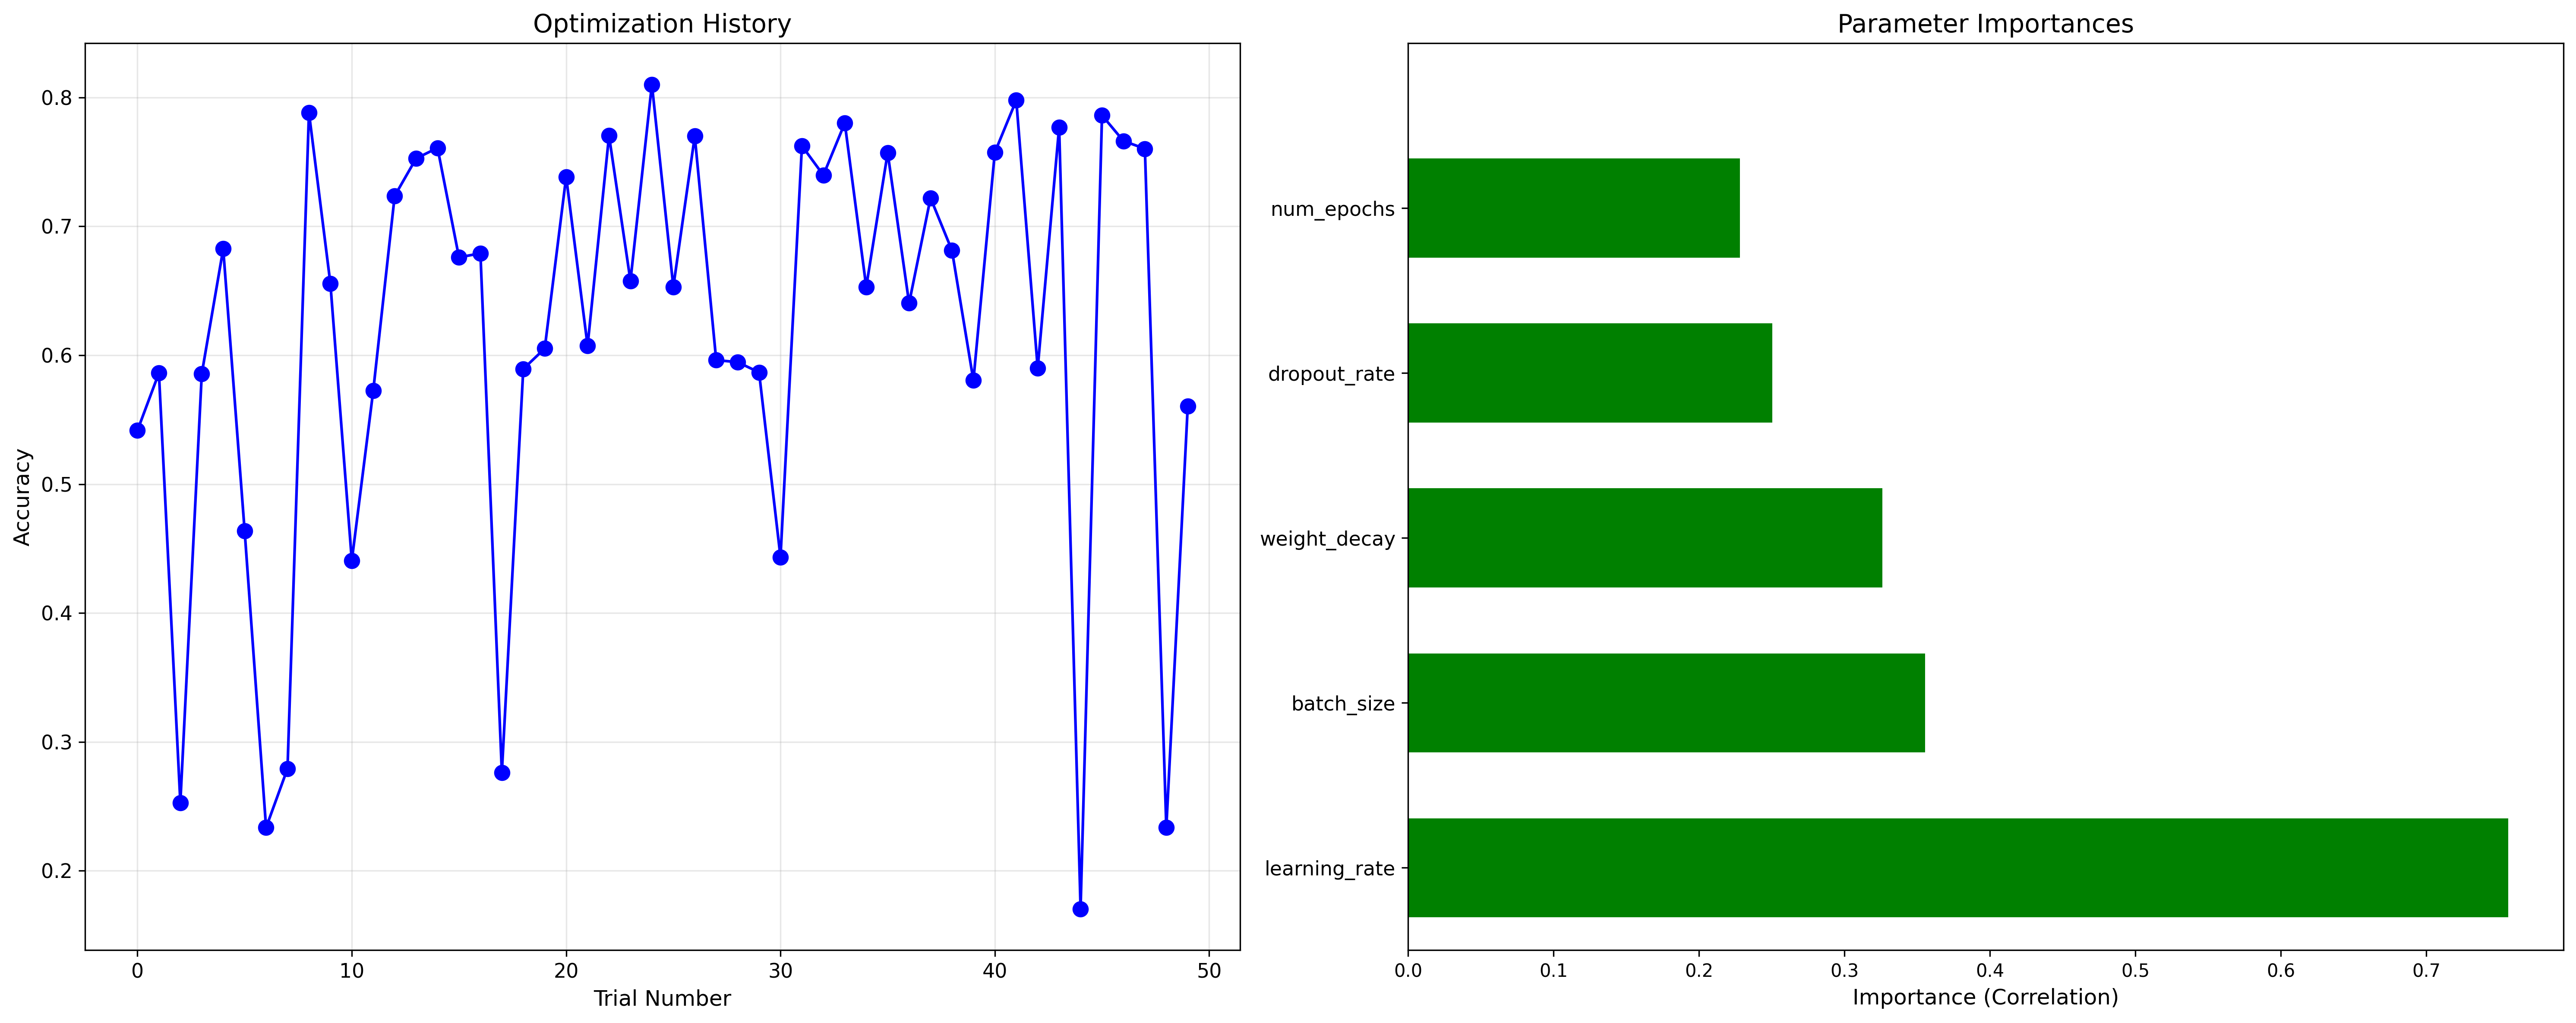 Optimization History
Accuracy
0.8
0.7
0.6
0.5
0.4
0.3
0.2
0
10
20
30
40
50
Trial Number
Parameter Importances
num_epochs
dropout_rate
weight_decay
batch_size
learning_rate
0.0
0.1
0.2
0.3
0.4
0.5
0.6
0.7
Importance (Correlation)